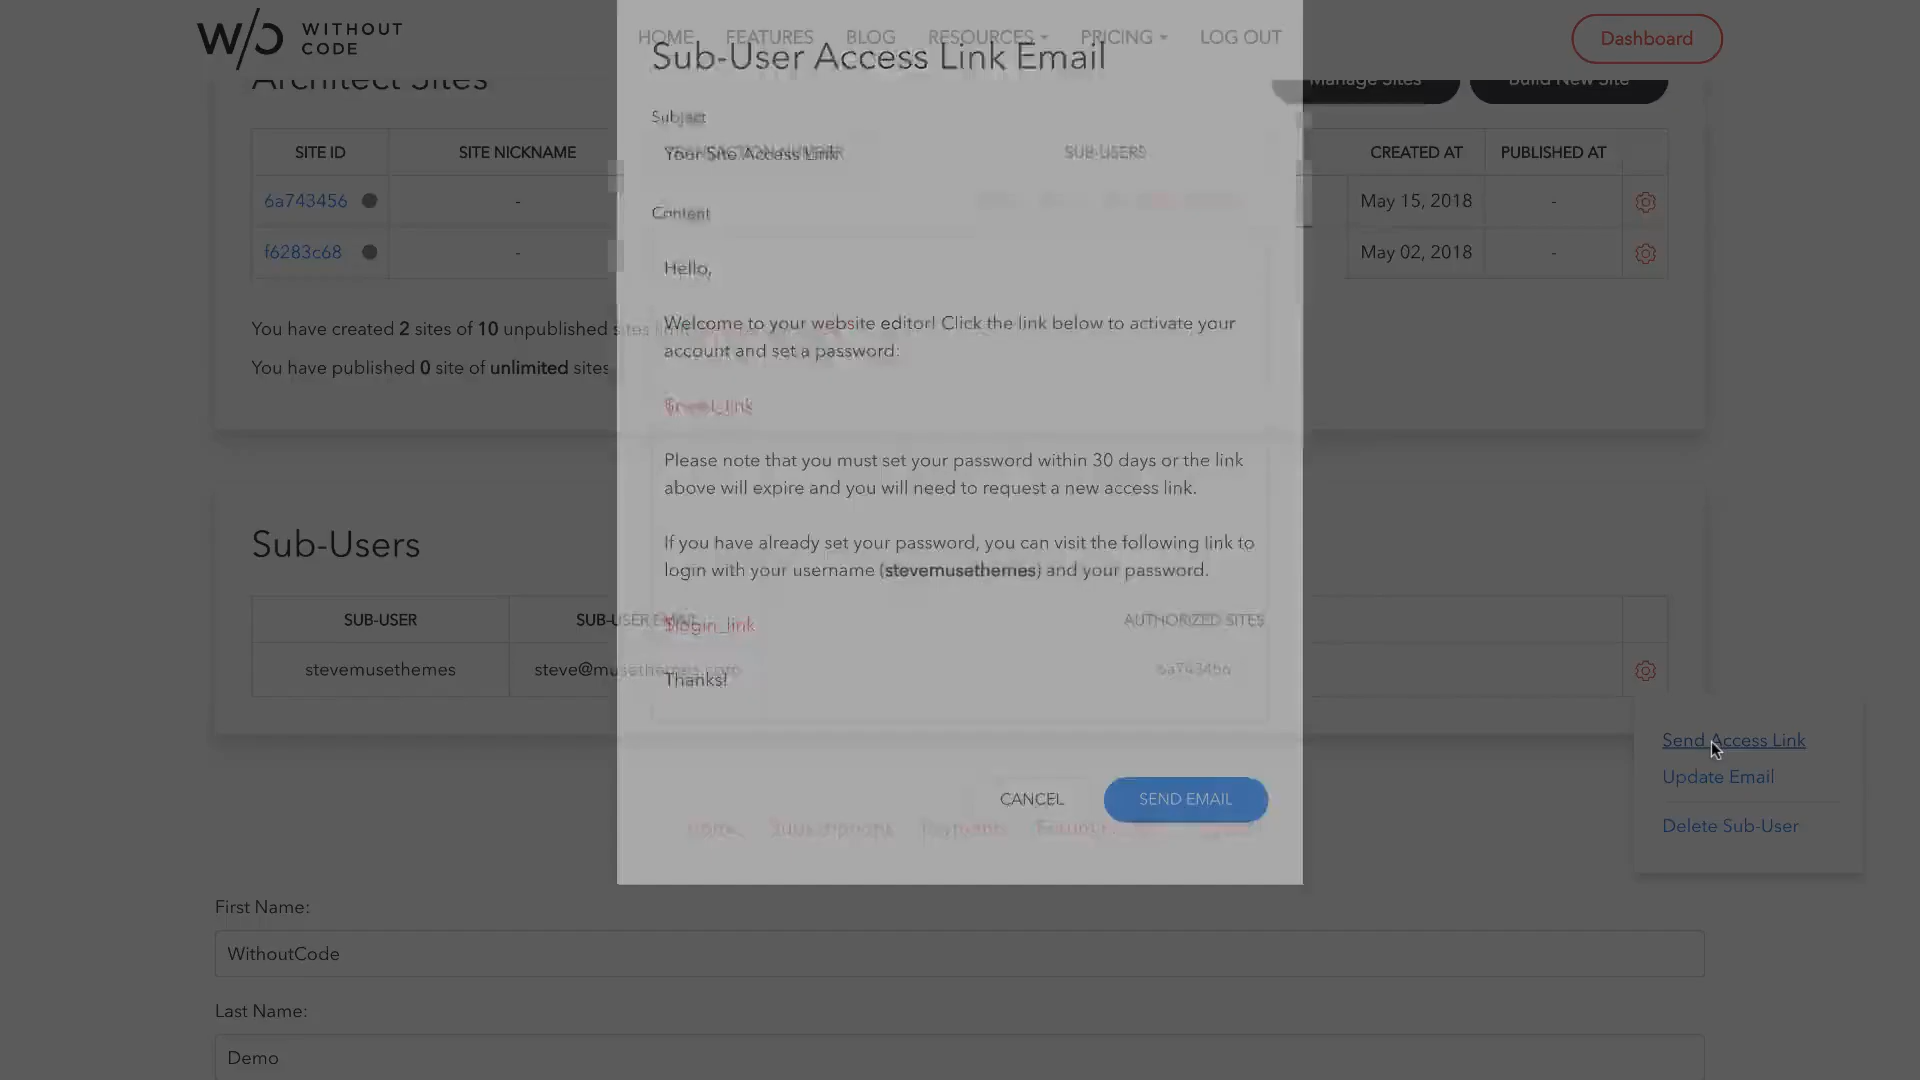 WITHOUT
CODE
HOME
FEATURES
BLOG
RESOURCES
PRICING
LOG OUT
Dashboard
Architect Sites
Manage Sites
Build New Site
SITE ID
SITE NICKNAME
SUB-USERS
CREATED AT
PUBLISHED AT
6a743456
-
May 15, 2018
-
f6283c68
-
May 02, 2018
-
You have created 2 sites of 10 unpublished sites
You have published 0 site of unlimited sites
Sub-User Access Link Email
Subject
Your Site Access Link
Content
Hello,
Welcome to your website editor! Click the link below to activate your
account and set a password:
Please note that you must set your password within 30 days or the link
above will expire and you will need to request a new access link.
If you have already set your password, you can visit the following link to
login with your username (stevemusethemes) and your password.
$login_link
Thanks!
CANCEL
SEND EMAIL
Sub-Users
SUB-USER
SUB-USER EMAIL
AUTHORIZED SITES
stevemusethemes
steve@musethemes.com
6a743456
Send Access Link
Update Email
Delete Sub-User
First Name:
WithoutCode
Last Name:
Demo